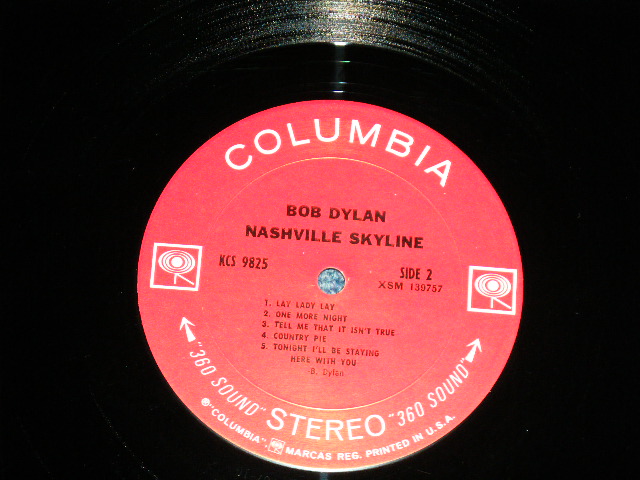 COLUMBIA
BOB DYLAN
NASHVILLE SKYLINE
KCS 9825
SIDE 2
XSM 139757
1. LAY LADY LAY
2. ONE MORE NIGHT
3. TELL ME THAT IT ISN'T TRUE
4. COUNTRY PIE
5. TONIGHT I'LL BE STAYING
HERE WITH YOU
-B. Dylan
"360 SOUND" STEREO "360 SOUND"
® "COLUMBIA", MARCAS REG. PRINTED IN U.S.A.